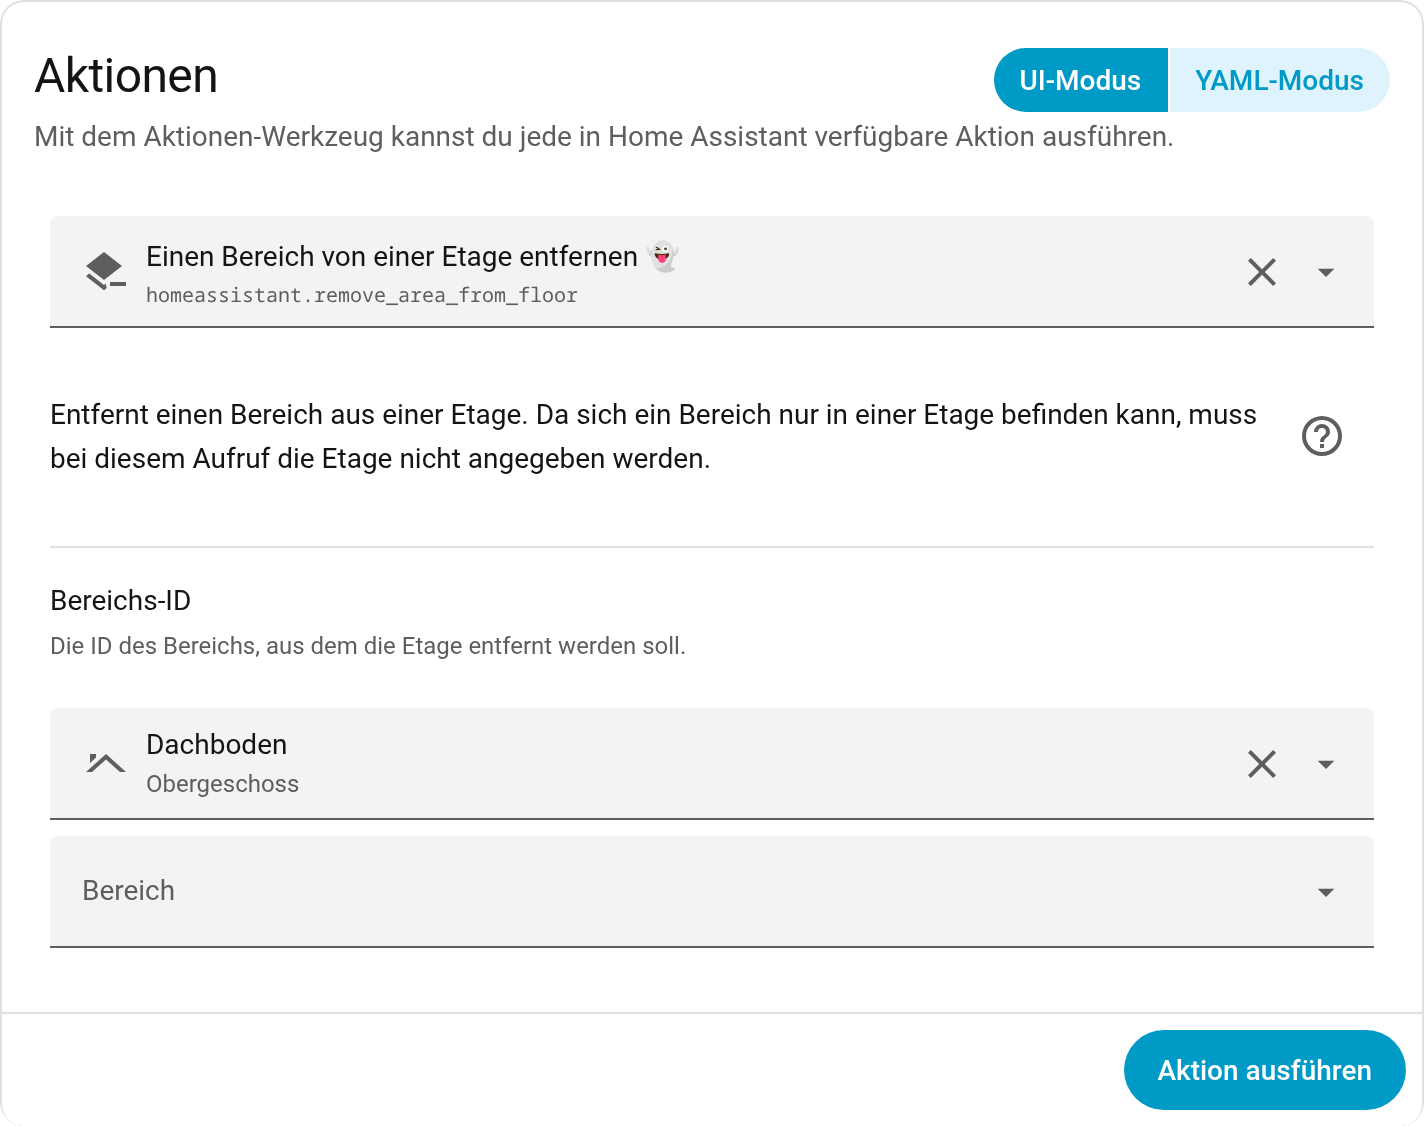 Aktionen
UI-Modus
YAML-Modus
Mit dem Aktionen-Werkzeug kannst du jede in Home Assistant verfügbare Aktion ausführen.
Einen Bereich von einer Etage entfernen 👻
homeassistant.remove_area_from_floor
Entfernt einen Bereich aus einer Etage. Da sich ein Bereich nur in einer Etage befinden kann, muss
bei diesem Aufruf die Etage nicht angegeben werden.
Bereichs-ID
Die ID des Bereichs, aus dem die Etage entfernt werden soll.
Dachboden
Obergeschoss
Bereich
Aktion ausführen